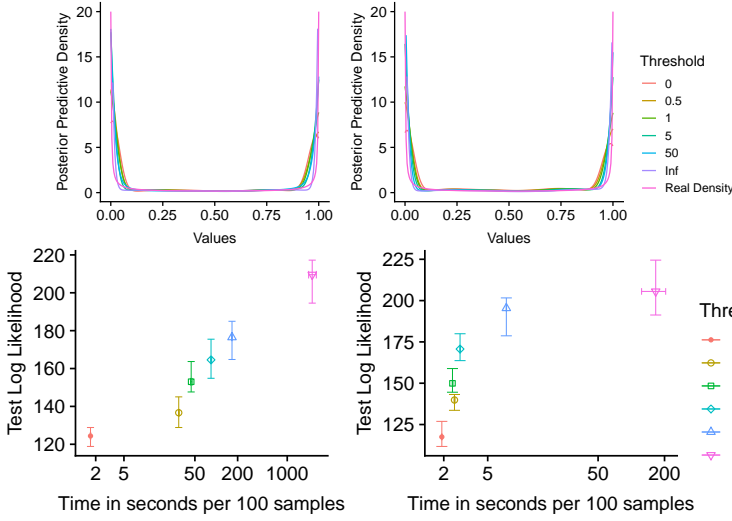 20
15
10
5
0
Posterior Predictive Density
0.00 0.25 0.50 0.75 1.00
Values
20
15
10
5
0
Posterior Predictive Density
0.00 0.25 0.50 0.75 1.00
Values
Threshold
0
0.5
1
5
50
Inf
Real Density
220
200
180
160
140
120
Test Log Likelihood
2 5 50 200 1000
Time in seconds per 100 samples
225
200
175
150
125
Test Log Likelihood
2 5 50 200
Time in seconds per 100 samples
Thre